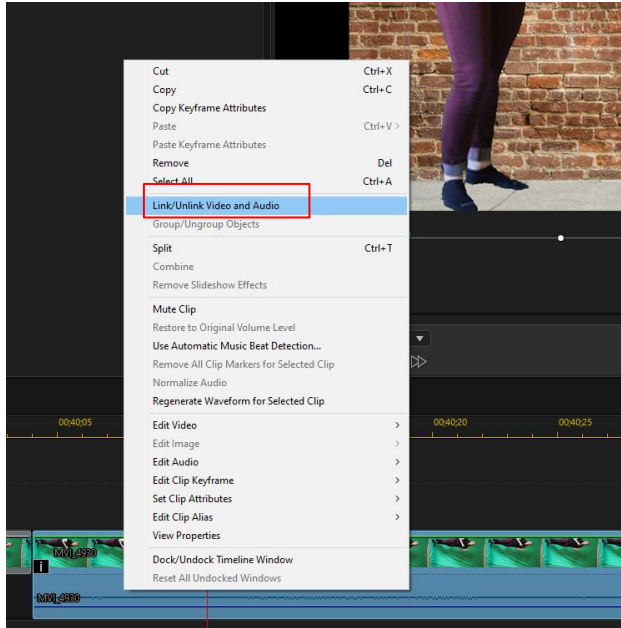 Cut Ctrl+X
Copy Ctrl+C
Copy Keyframe Attributes
Paste Ctrl+V >
Paste Keyframe Attributes
Remove Del
Select All Ctrl+A
Link/Unlink Video and Audio
Group/Ungroup Objects
Split Ctrl+T
Combine
Remove Slideshow Effects
Mute Clip
Restore to Original Volume Level
Use Automatic Music Beat Detection...
Remove All Clip Markers for Selected Clip
Normalize Audio
Regenerate Waveform for Selected Clip
00;40;05 00;40;20 00;40;25
Edit Video >
Edit Image >
Edit Audio >
Edit Clip Keyframe >
Set Clip Attributes >
Edit Clip Alias >
View Properties
MVI_4930
i
Dock/Undock Timeline Window
Reset All Undocked Windows
MVI_4930